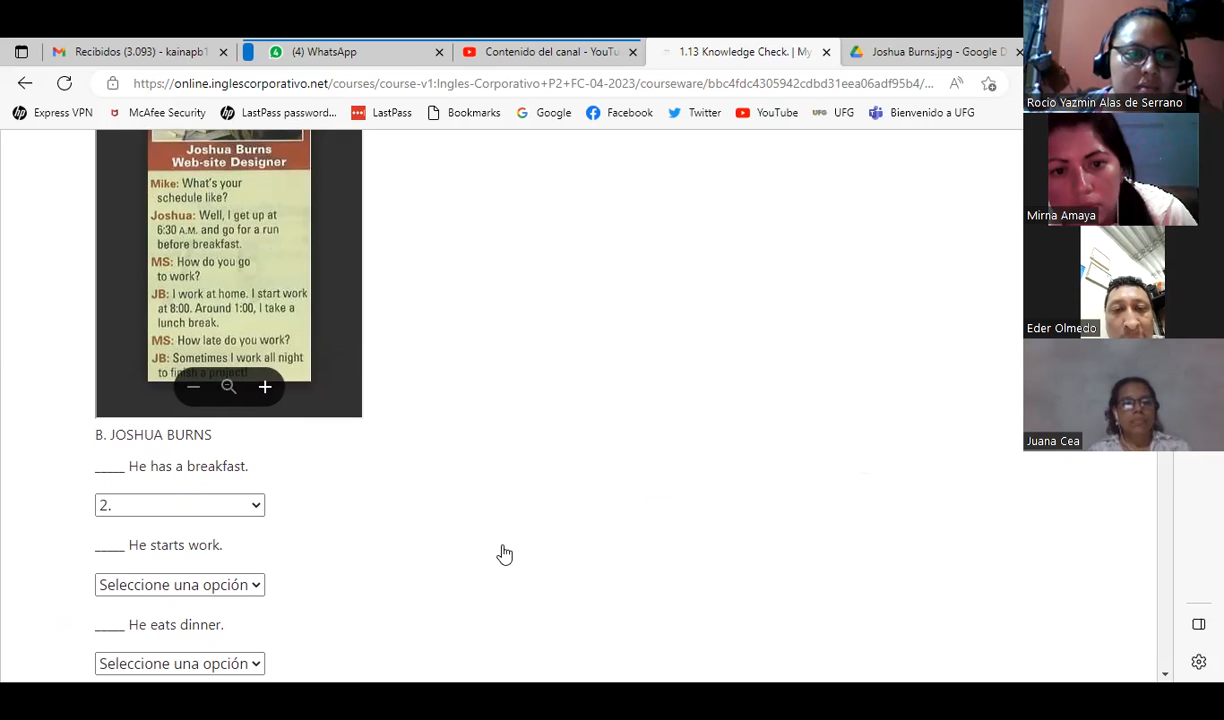 Recibidos (3.093) - kainapb1
4
(4) WhatsApp
Contenido del canal - YouTu
1.13 Knowledge Check. | My
Joshua Burns.jpg - Google D
https://online.inglescorporativo.net/courses/course-v1:Ingles-Corporativo+P2+FC-04-2023/courseware/bbc4fdc4305942cdbd31eea06adf95b4/...
Express VPN
McAfee Security
LastPass password...
LastPass
Bookmarks
Google
Facebook
Twitter
YouTube
UFG
UFG
Bienvenido a UFG
Rocio Yazmin Alas de Serrano
Mirna Amaya
Eder Olmedo
Juana Cea
Joshua Burns
Web-site Designer
Mike: What's your
schedule like?
Joshua: Well, I get up at
6:30 A.M. and go for a run
before breakfast.
MS: How do you go
to work?
JB: I work at home. I start work
at 8:00. Around 1:00, I take a
lunch break.
MS: How late do you work?
JB: Sometimes I work all night
to finish a project!
B. JOSHUA BURNS
_____ He has a breakfast.
2.
_____ He starts work.
Seleccione una opción
_____ He eats dinner.
Seleccione una opción